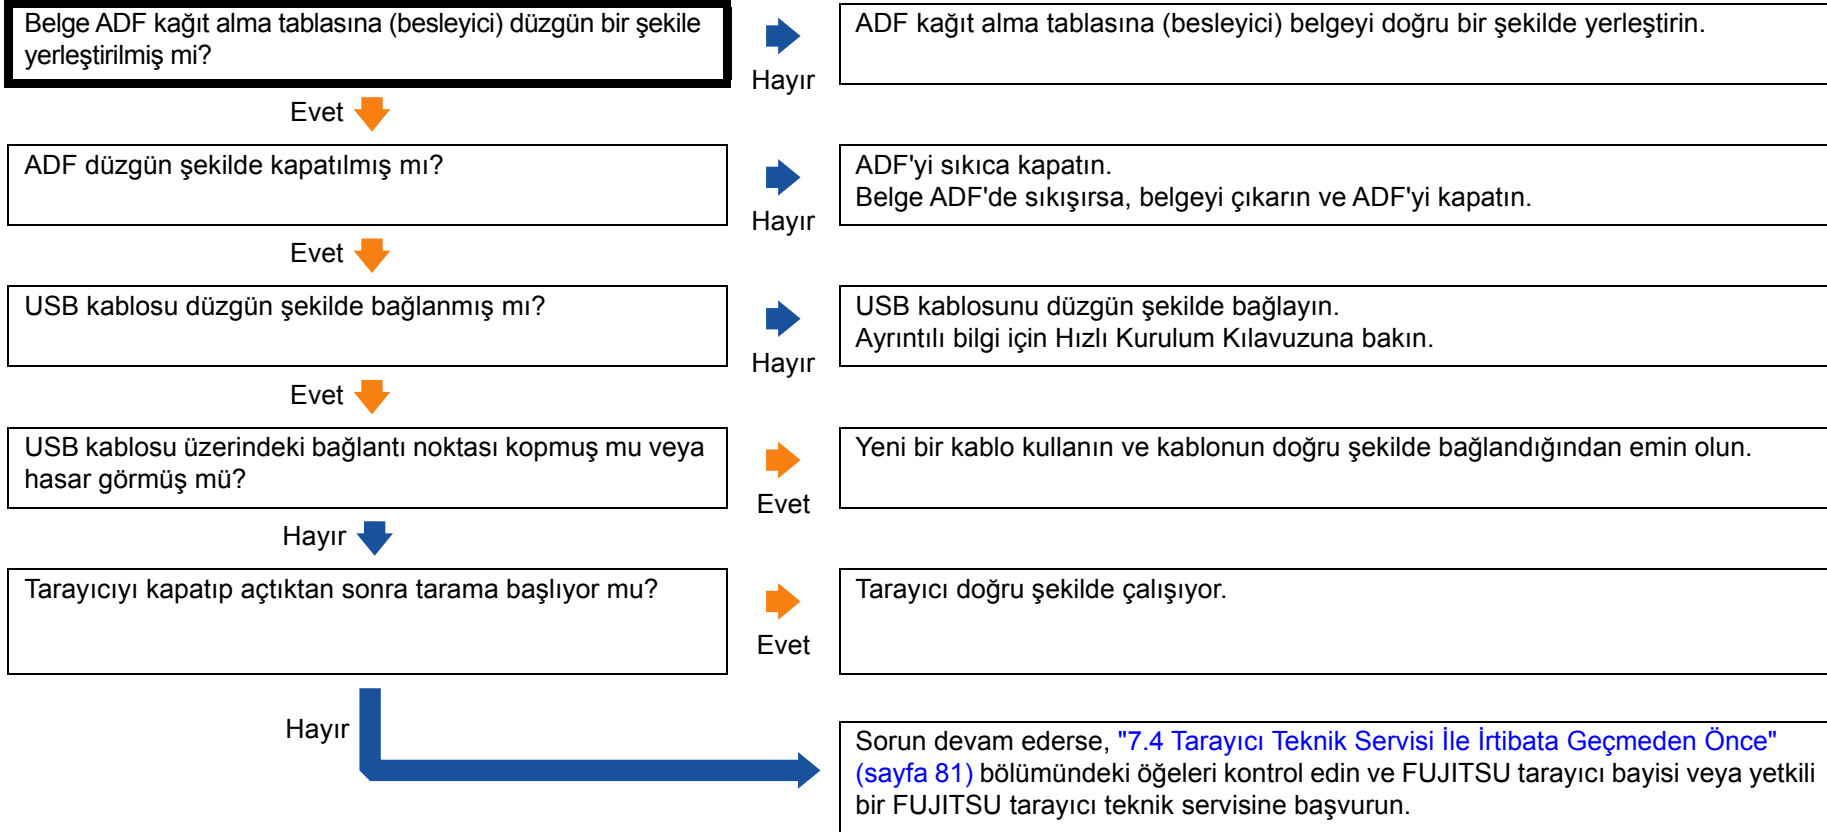 Belge ADF kağıt alma tablasına (besleyici) düzgün bir şekile
yerleştirilmiş mi?
Hayır
ADF kağıt alma tablasına (besleyici) belgeyi doğru bir şekilde yerleştirin.
Evet
ADF düzgün şekilde kapatılmış mı?
Hayır
ADF'yi sıkıca kapatın.
Belge ADF'de sıkışırsa, belgeyi çıkarın ve ADF'yi kapatın.
Evet
USB kablosu düzgün şekilde bağlanmış mı?
Hayır
USB kablosunu düzgün şekilde bağlayın.
Ayrıntılı bilgi için Hızlı Kurulum Kılavuzuna bakın.
Evet
USB kablosu üzerindeki bağlantı noktası kopmuş mu veya
hasar görmüş mü?
Evet
Yeni bir kablo kullanın ve kablonun doğru şekilde bağlandığından emin olun.
Hayır
Tarayıcıyı kapatıp açtıktan sonra tarama başlıyor mu?
Evet
Tarayıcı doğru şekilde çalışıyor.
Hayır
Sorun devam ederse, "7.4 Tarayıcı Teknik Servisi İle İrtibata Geçmeden Önce"
(sayfa 81) bölümündeki öğeleri kontrol edin ve FUJITSU tarayıcı bayisi veya yetkili
bir FUJITSU tarayıcı teknik servisine başvurun.